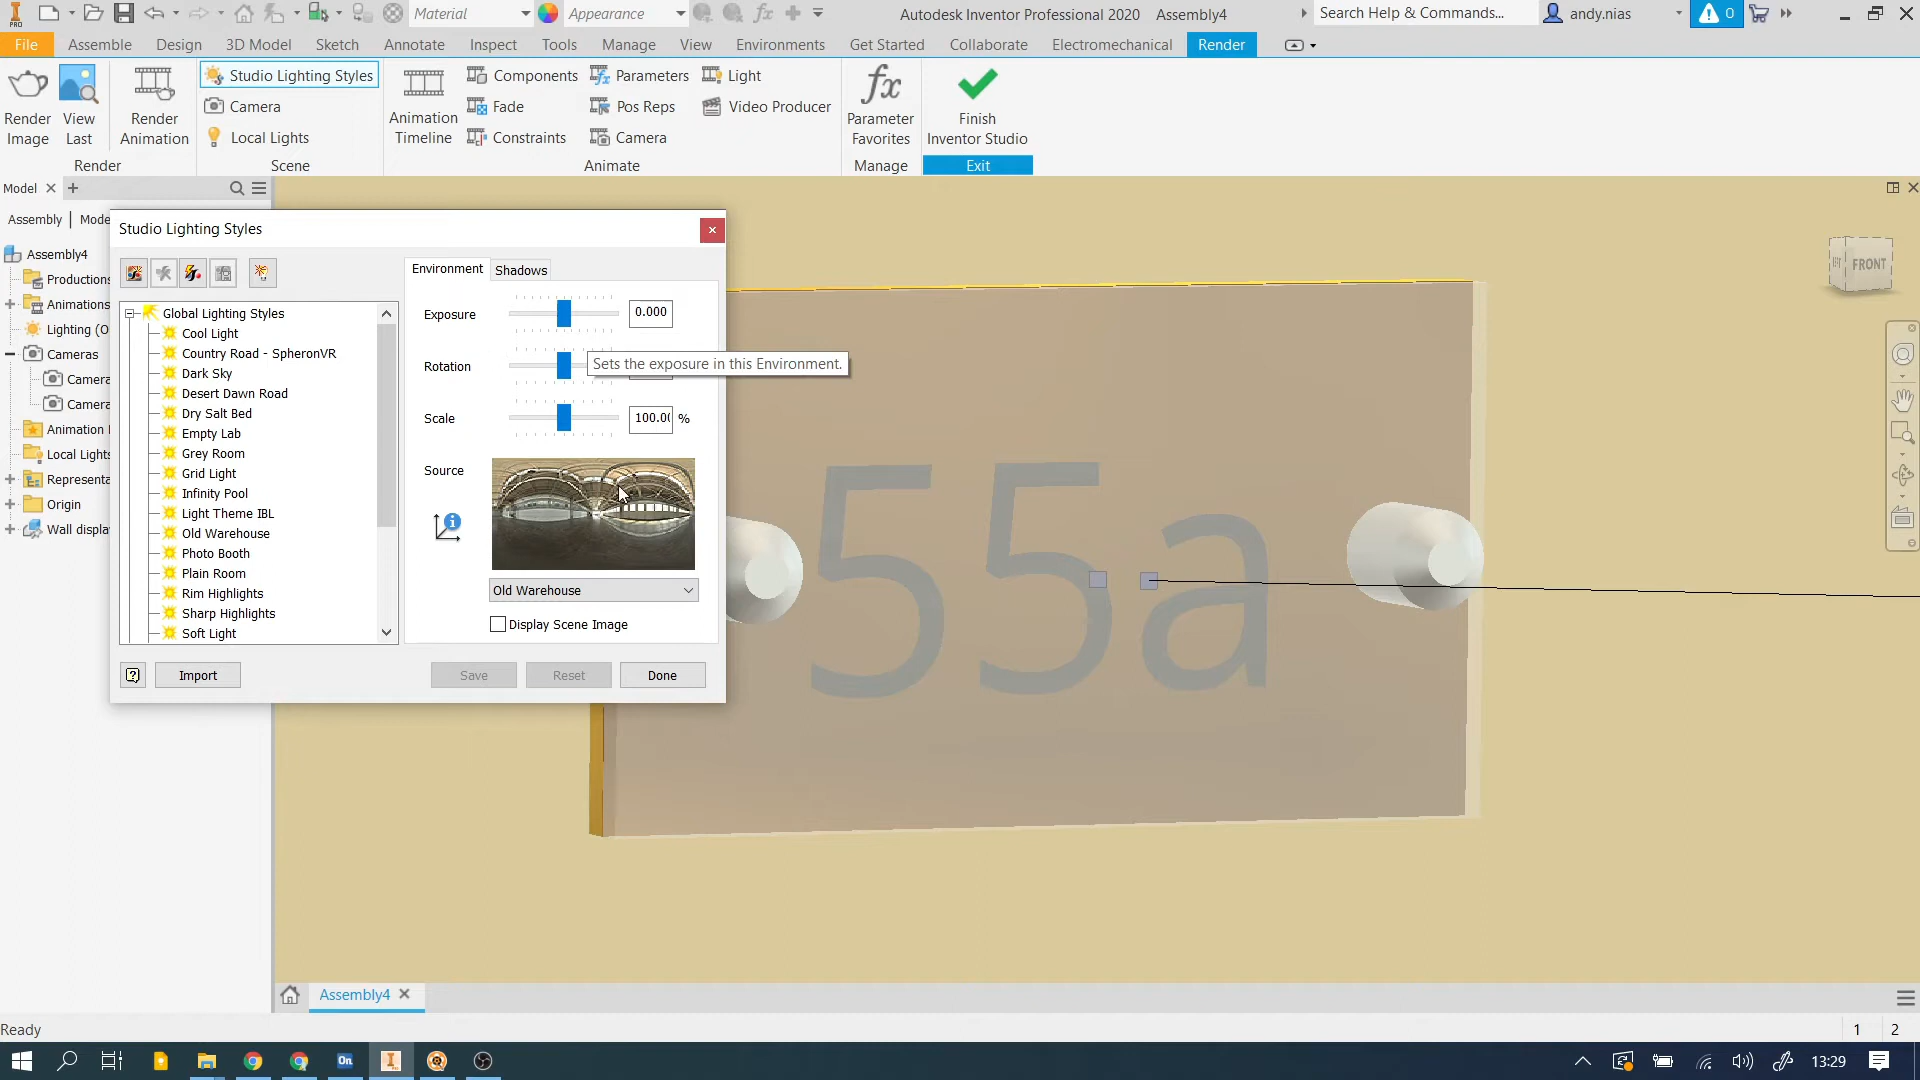 PRO
Material
Appearance
Autodesk Inventor Professional 2020 Assembly4
Search Help & Commands...
andy.nias
0
File Assembly Design 3D Model Sketch Annotate Inspect Tools Manage View Environments Get Started Collaborate Electromechanical Render
Render Image
View Last
Render Animation
Studio Lighting Styles
Camera
Local Lights
Animation Timeline
Components
Fade
Constraints
Parameters
Pos Reps
Camera
Light
Video Producer
Parameter Favorites
Finish Inventor Studio
Render Scene Animate Manage Exit
Model
Assembly Mode
Assembly4
Productions
Animations
Lighting (O
Cameras
Camera
Camera
Animation
Local Lights
Representa
Origin
Wall displa
Studio Lighting Styles
Global Lighting Styles
Cool Light
Country Road - SpheronVR
Dark Sky
Desert Dawn Road
Dry Salt Bed
Empty Lab
Grey Room
Grid Light
Infinity Pool
Light Theme IBL
Old Warehouse
Photo Booth
Plain Room
Rim Highlights
Sharp Highlights
Soft Light
Environment Shadows
Exposure 0.000
Rotation
Sets the exposure in this Environment.
Scale 100.00 %
Source
Old Warehouse
Display Scene Image
Import Save Reset Done
55a
FRONT
Assembly4
Ready
1 2
On
13:29